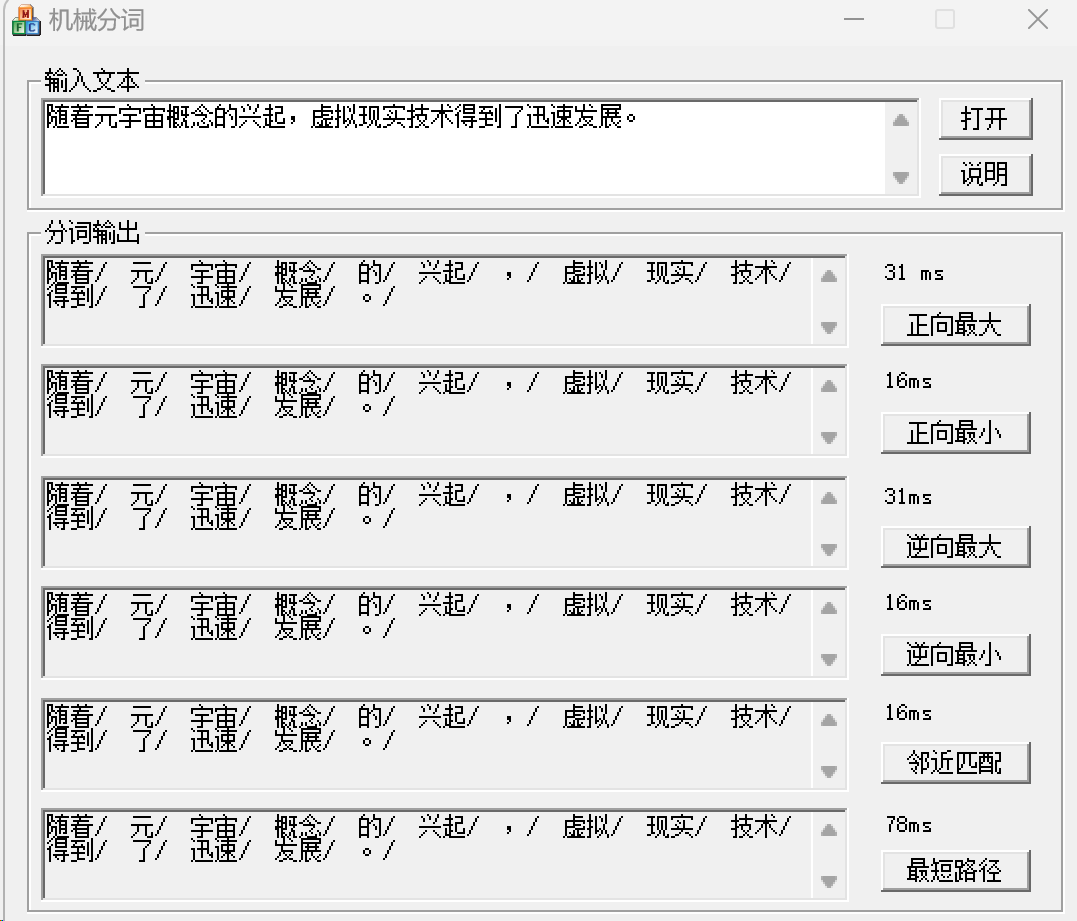 机械分词
输入文本
随着元宇宙概念的兴起，虚拟现实技术得到了迅速发展。
打开
说明
分词输出
随着/ 元/ 宇宙/ 概念/ 的/ 兴起/ ，/ 虚拟/ 现实/ 技术/
得到/ 了/ 迅速/ 发展/ 。/
31 ms
正向最大
随着/ 元/ 宇宙/ 概念/ 的/ 兴起/ ，/ 虚拟/ 现实/ 技术/
得到/ 了/ 迅速/ 发展/ 。/
16ms
正向最小
随着/ 元/ 宇宙/ 概念/ 的/ 兴起/ ，/ 虚拟/ 现实/ 技术/
得到/ 了/ 迅速/ 发展/ 。/
31ms
逆向最大
随着/ 元/ 宇宙/ 概念/ 的/ 兴起/ ，/ 虚拟/ 现实/ 技术/
得到/ 了/ 迅速/ 发展/ 。/
16ms
逆向最小
随着/ 元/ 宇宙/ 概念/ 的/ 兴起/ ，/ 虚拟/ 现实/ 技术/
得到/ 了/ 迅速/ 发展/ 。/
16ms
邻近匹配
随着/ 元/ 宇宙/ 概念/ 的/ 兴起/ ，/ 虚拟/ 现实/ 技术/
得到/ 了/ 迅速/ 发展/ 。/
78ms
最短路径